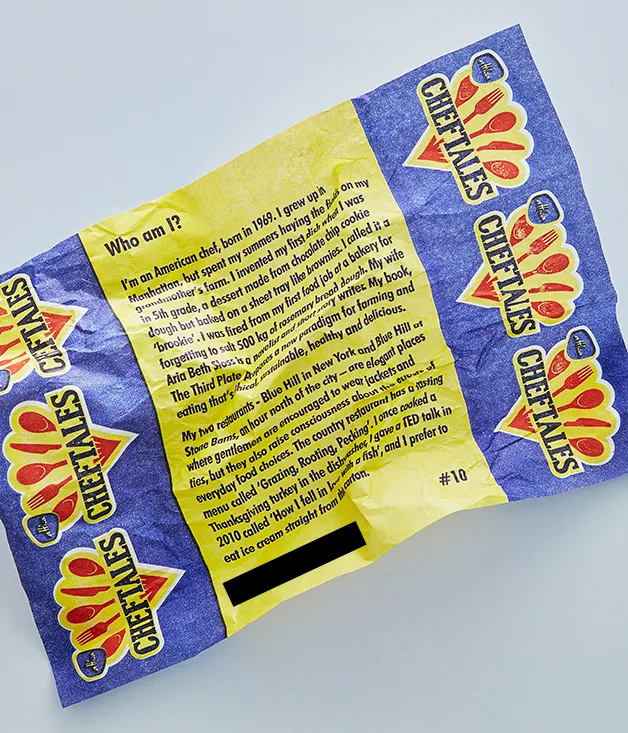 Who am I?
I'm an American chef, born in 1969. I grew up in
Manhattan, but spent my summers haying the fields on my
grandmother's farm. I invented my first dish when I was
in 5th grade, a dessert made from chocolate chip cookie
dough but baked on a sheet tray like brownies. I called it a
'brookie'. I was fired from my first food job at a bakery for
forgetting to salt 500 kg of rosemary bread dough. My wife
Aria Beth Sloss is a novelist and short story writer. My book,
The Third Plate proposes a new paradigm for farming and
eating that's ethical, sustainable, healthy and delicious.
My two restaurants - Blue Hill in New York and Blue Hill at
Stone Barns, an hour north of the city — are elegant places
where gentlemen are encouraged to wear jackets and
ties, but they also raise consciousness about the effects of
everyday food choices. The country restaurant has a tasting
menu called 'Grazing, Rooting, Pecking'. I once cooked a
Thanksgiving turkey in the dishwasher, I gave a TED talk in
2010 called 'How I fell in love with a fish', and I prefer to
eat ice cream straight from the carton.
#10
CHEFTALES
CHEFTALES
CHEFTALES
CHEFTALES
CHEFTALES
CHEFTALES